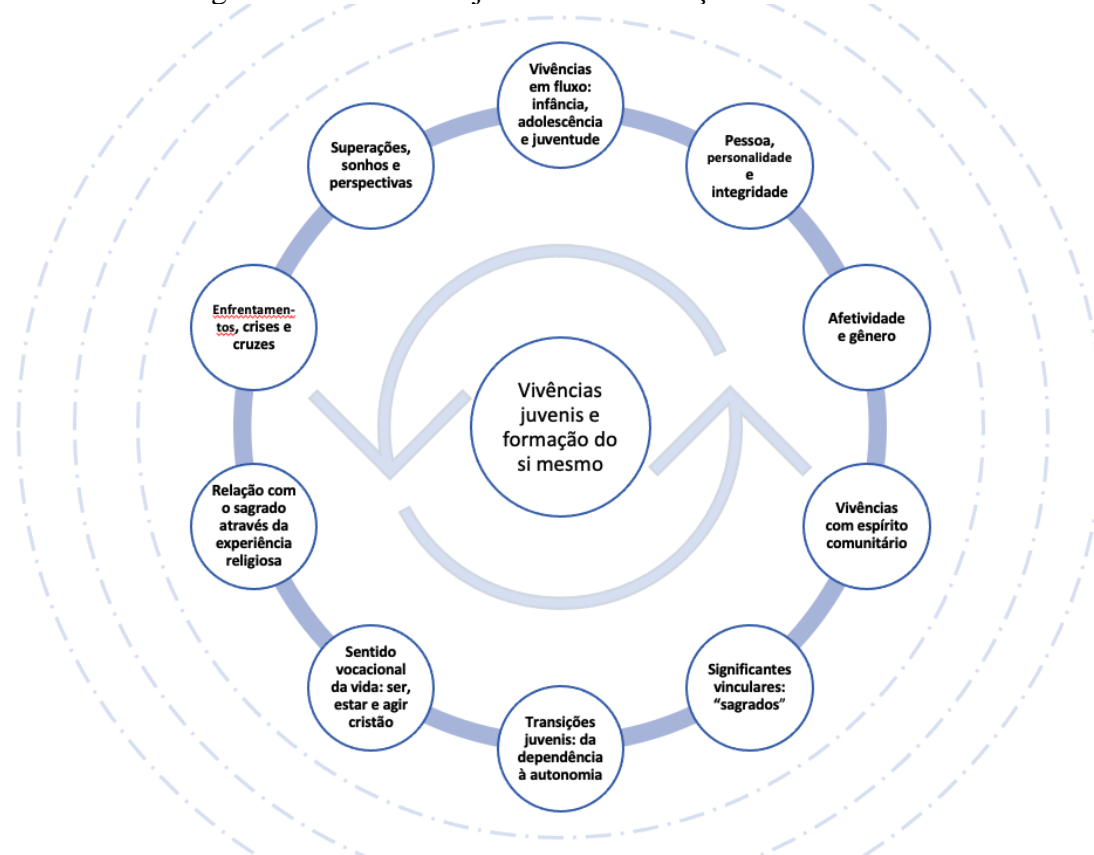 Vivências
em fluxo:
infância,
adolescência
e juventude
Pessoa,
personalidade
e
integridade
Afetividade
e gênero
Vivências
com espírito
comunitário
Significantes
vinculares:
“sagrados”
Transições
juvenis: da
dependência
à autonomia
Sentido
vocacional
da vida: ser,
estar e agir
cristão
Relação com
o sagrado
através da
experiência
religiosa
Enfrentamen-
tos, crises e
cruzes
Superações,
sonhos e
perspectivas
Vivências
juvenis e
formação do
si mesmo